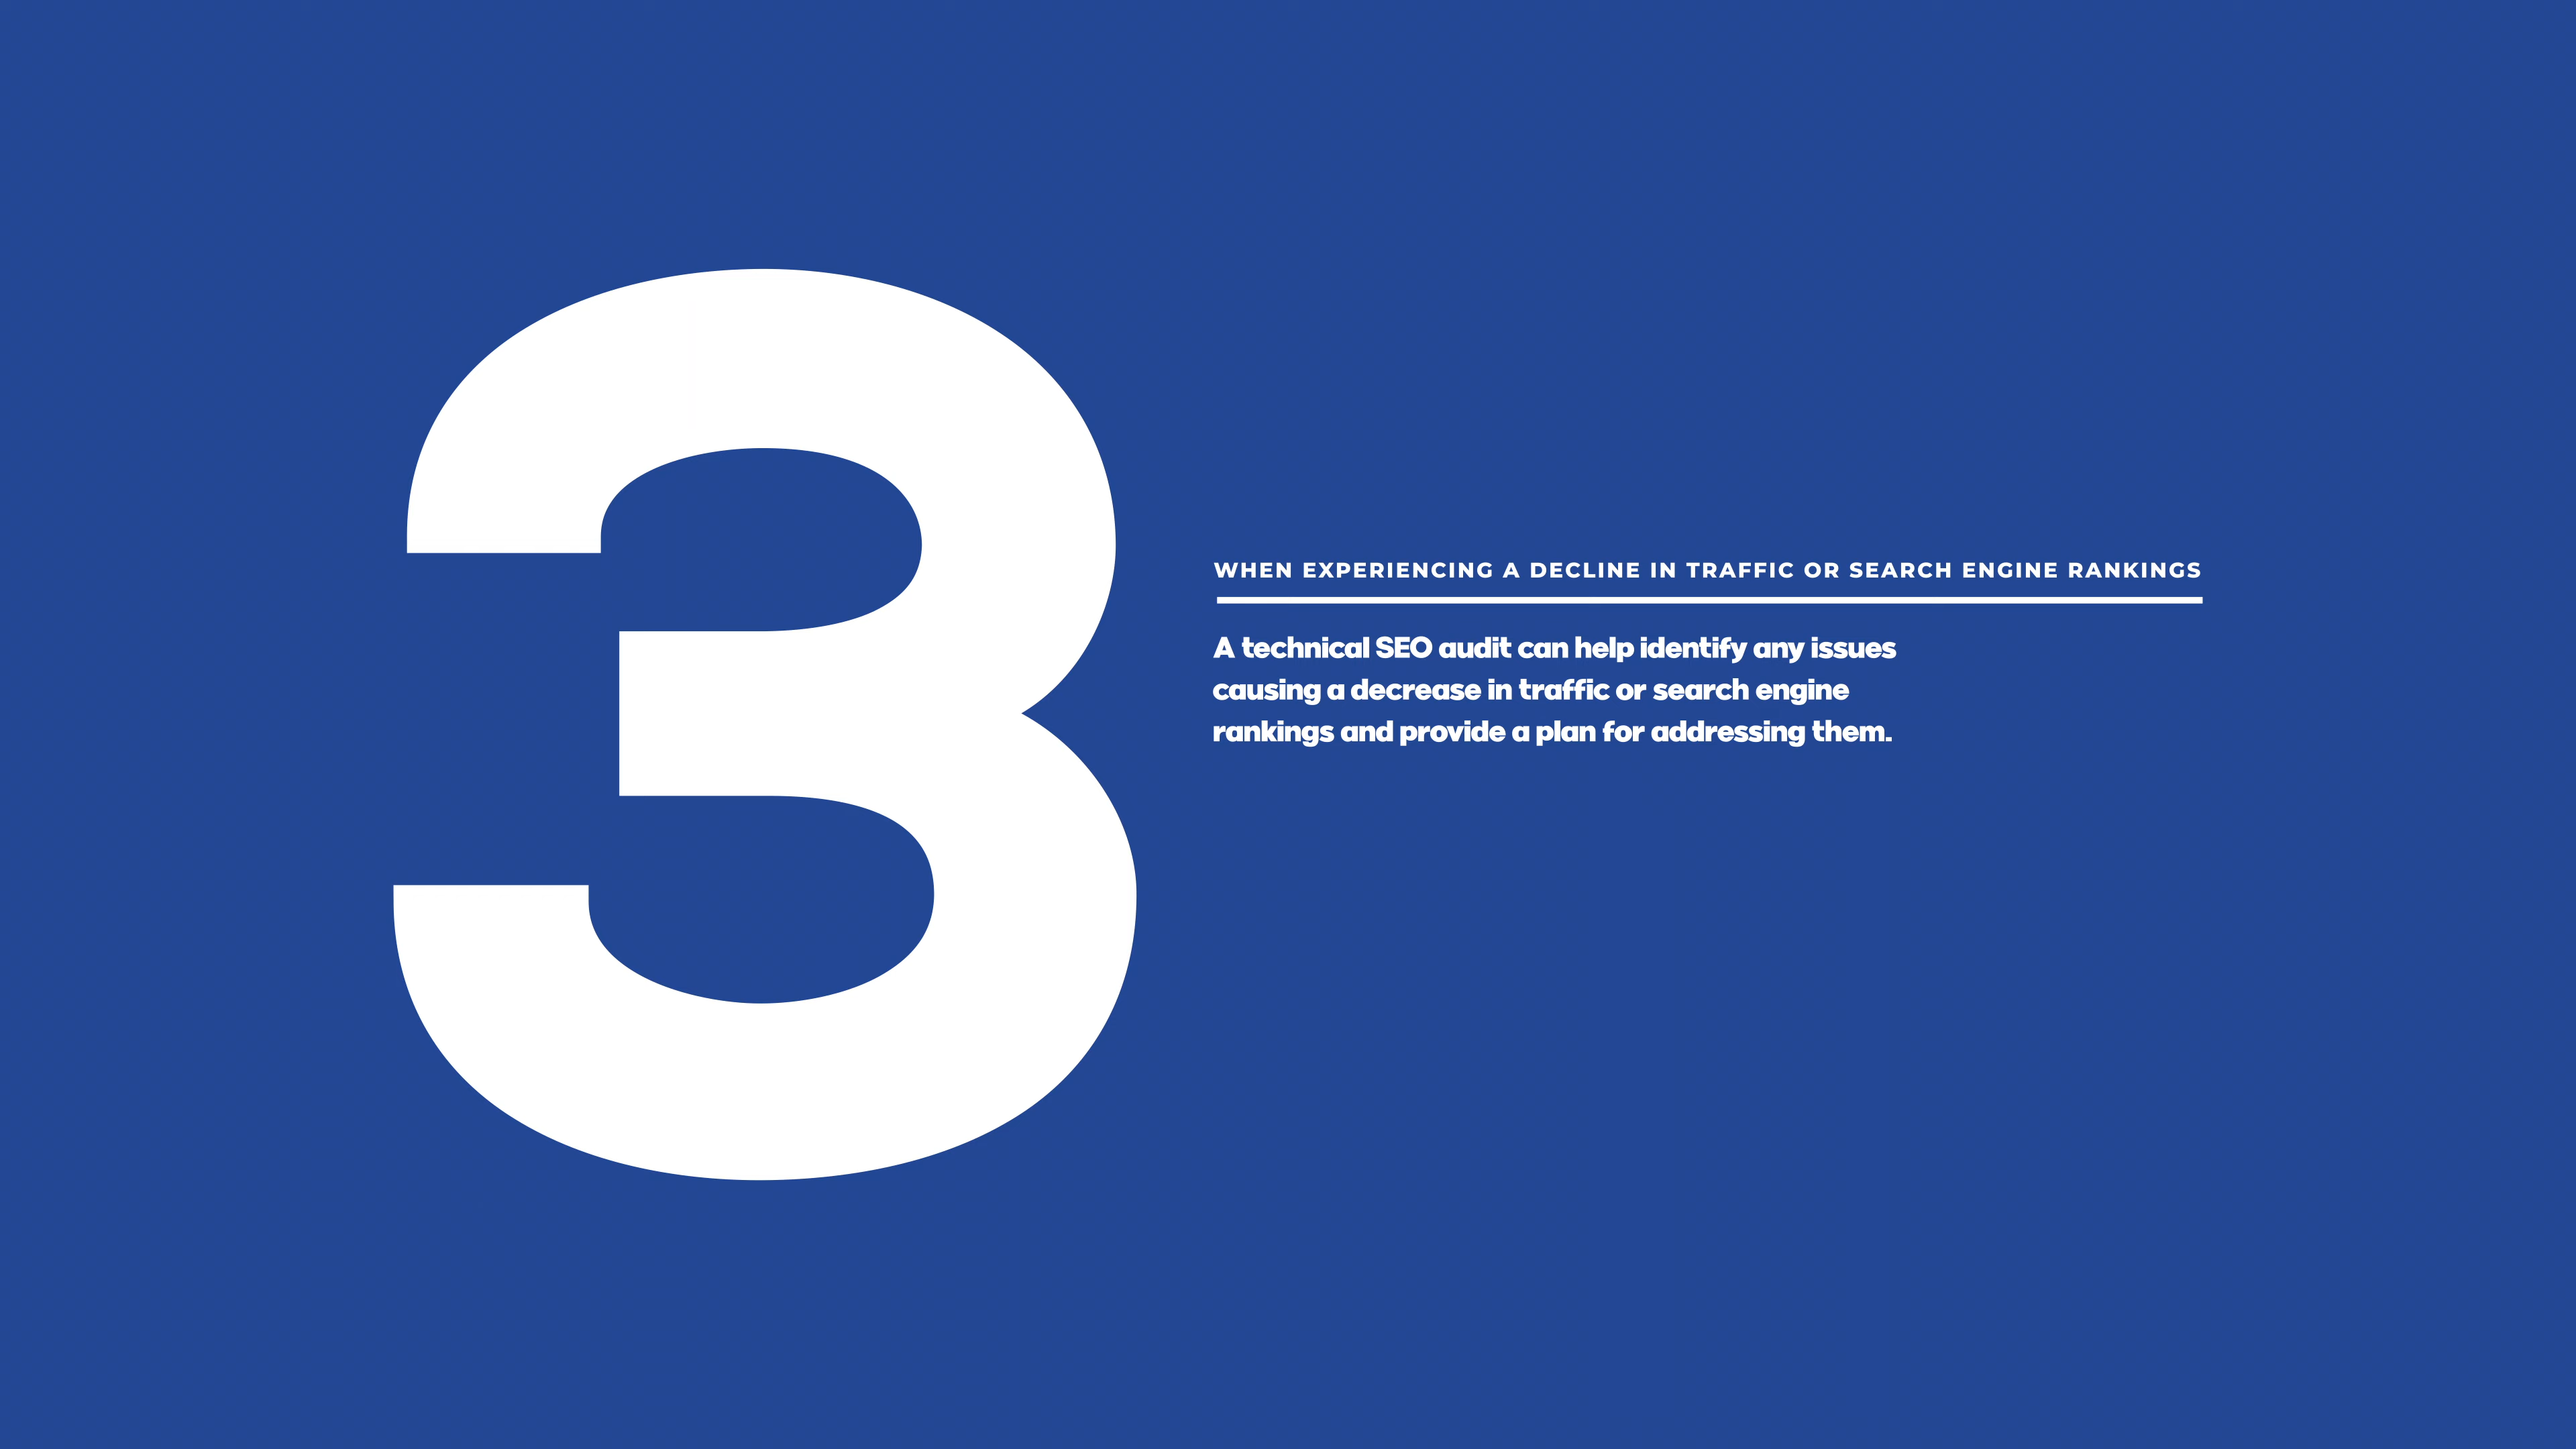 3
WHEN EXPERIENCING A DECLINE IN TRAFFIC OR SEARCH ENGINE RANKINGS
A technical SEO audit can help identify any issues
causing a decrease in traffic or search engine
rankings and provide a plan for addressing them.